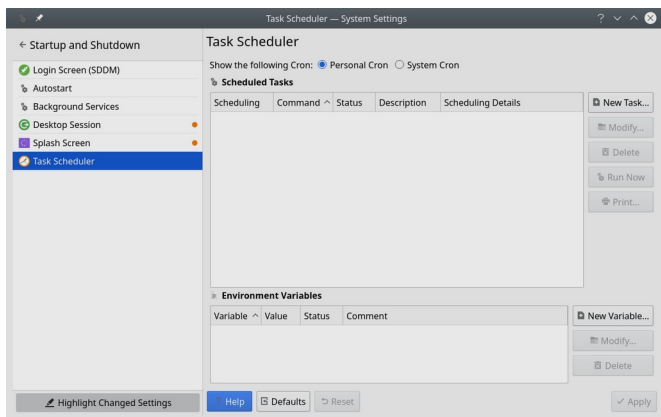 Task Scheduler — System Settings
Startup and Shutdown
Login Screen (SDDM)
Autostart
Background Services
Desktop Session
Splash Screen
Task Scheduler
Highlight Changed Settings
Task Scheduler
Show the following Cron: Personal Cron System Cron
Scheduled Tasks
Scheduling Command Status Description Scheduling Details
New Task...
Modify...
Delete
Run Now
Print...
Environment Variables
Variable Value Status Comment
New Variable...
Modify...
Delete
Help Defaults Reset Apply